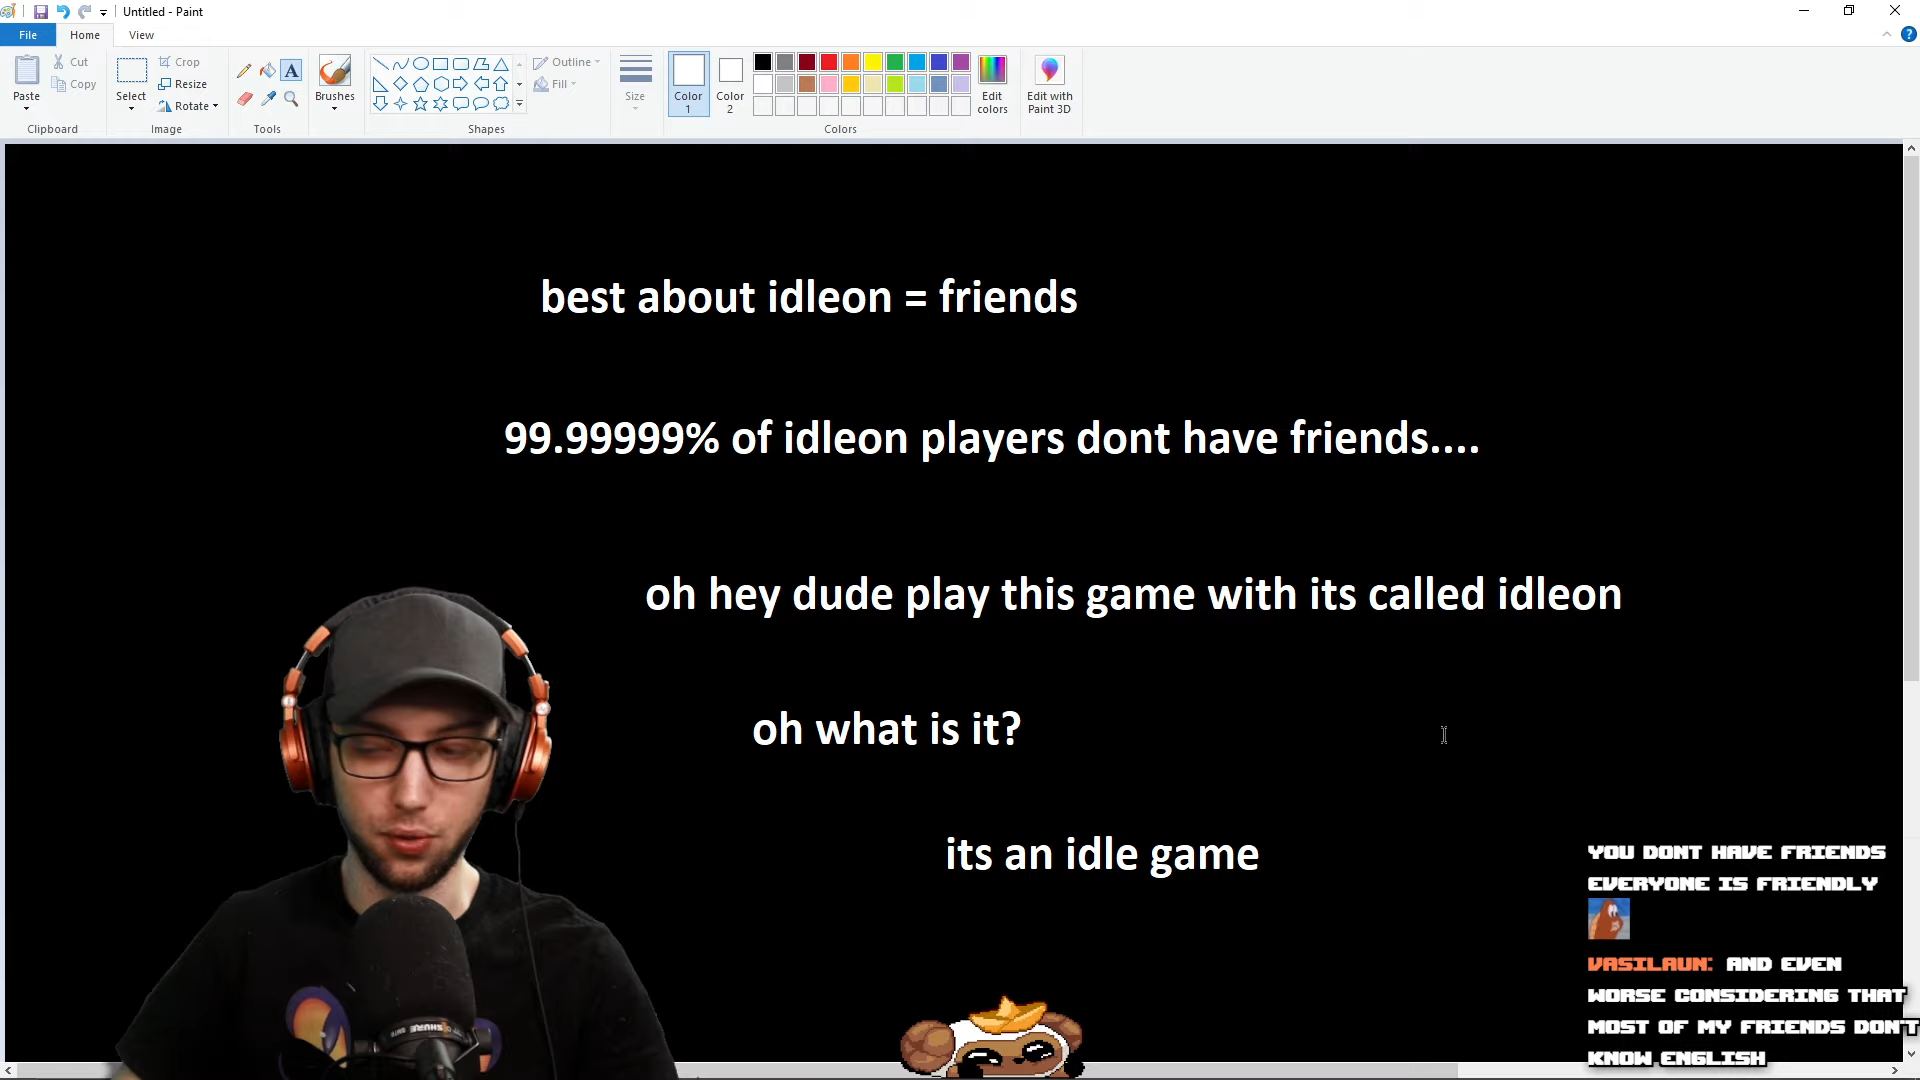 Untitled - Paint
File Home View
Cut
Copy
Paste
Clipboard
Select
Crop
Resize
Rotate
Image
A
Tools
Brushes
Shapes
Outline
Fill
Size
Color 1
Color 2
Colors
Edit colors
Edit with Paint 3D
best about idleon = friends
99.99999% of idleon players dont have friends....
oh hey dude play this game with its called idleon
oh what is it?
its an idle game
YOU DONT HAVE FRIENDS
EVERYONE IS FRIENDLY
VASILAUN: AND EVEN
WORSE CONSIDERING THAT
MOST OF MY FRIENDS DON'T
KNOW ENGLISH
SHURE